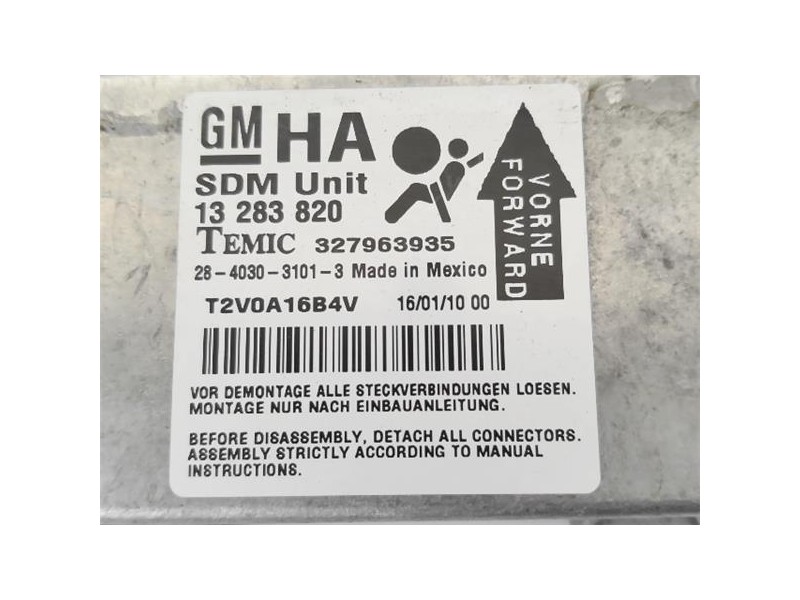 GM HA
SDM Unit
13 283 820
TEMIC 327963935
28-4030-3101-3 Made in Mexico
T2V0A16B4V 16/01/10 00
VORNE
FORWARD
VOR DEMONTAGE ALLE STECKVERBINDUNGEN LOESEN.
MONTAGE NUR NACH EINBAUANLEITUNG.
BEFORE DISASSEMBLY, DETACH ALL CONNECTORS.
ASSEMBLY STRICTLY ACCORDING TO MANUAL
INSTRUCTIONS.